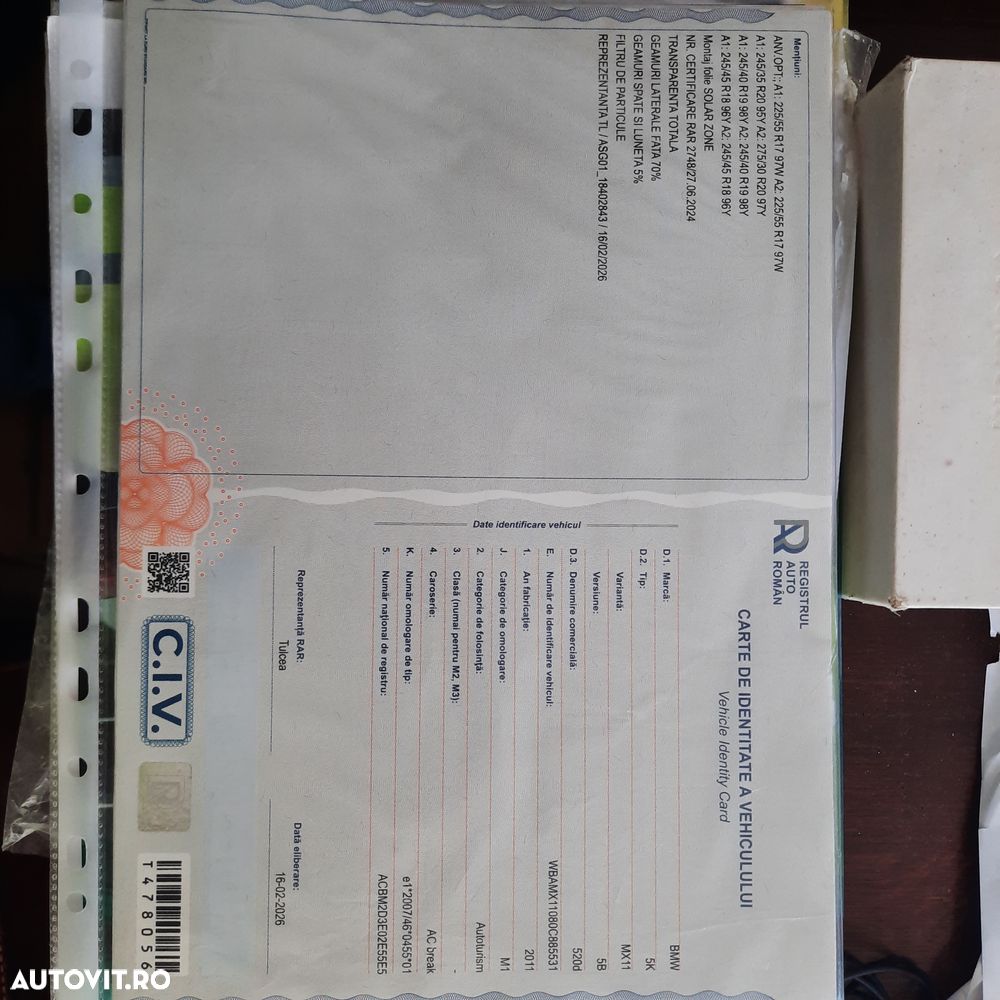 Mențiuni:
ANV.OPT.: A1: 225/55 R17 97W A2: 225/55 R17 97W
A1: 245/35 R20 95Y A2: 275/30 R20 97Y
A1: 245/40 R19 98Y A2: 245/40 R19 98Y
A1: 245/45 R18 96Y A2: 245/45 R18 96Y
Montaj folie SOLAR ZONE
NR. CERTIFICARE RAR 2748/27.06.2024
TRANSPARENTA TOTALA
GEAMURI LATERALE FATA 70%
GEAMURI SPATE SI LUNETA 5%
FILTRU DE PARTICULE
REPREZENTANTA TL / ASG01_18402843 / 16/02/2026
REGISTRUL
AUTO
ROMÂN
CARTE DE IDENTITATE A VEHICULULUI
Vehicle Identity Card
Date identificare vehicul
D.1. Marcă: BMW
D.2. Tip: 5K
Variantă: MX11
Versiune: 5B
D.3. Denumire comercială: 520d
E. Număr de identificare vehicul: WBAMX11080C885531
1. An fabricație: 2011
J. Categorie de omologare: M1
2. Categorie de folosință: Autoturism
3. Clasă (numai pentru M2, M3): -
4. Caroserie: AC break
K. Număr omologare de tip: e1*2007/46*0455*01
5. Număr național de registru: ACBM2D3E02E55E5
Reprezentanță RAR:
Tulcea
Dată eliberare:
16-02-2026
C.I.V.
AUTOVIT.RO